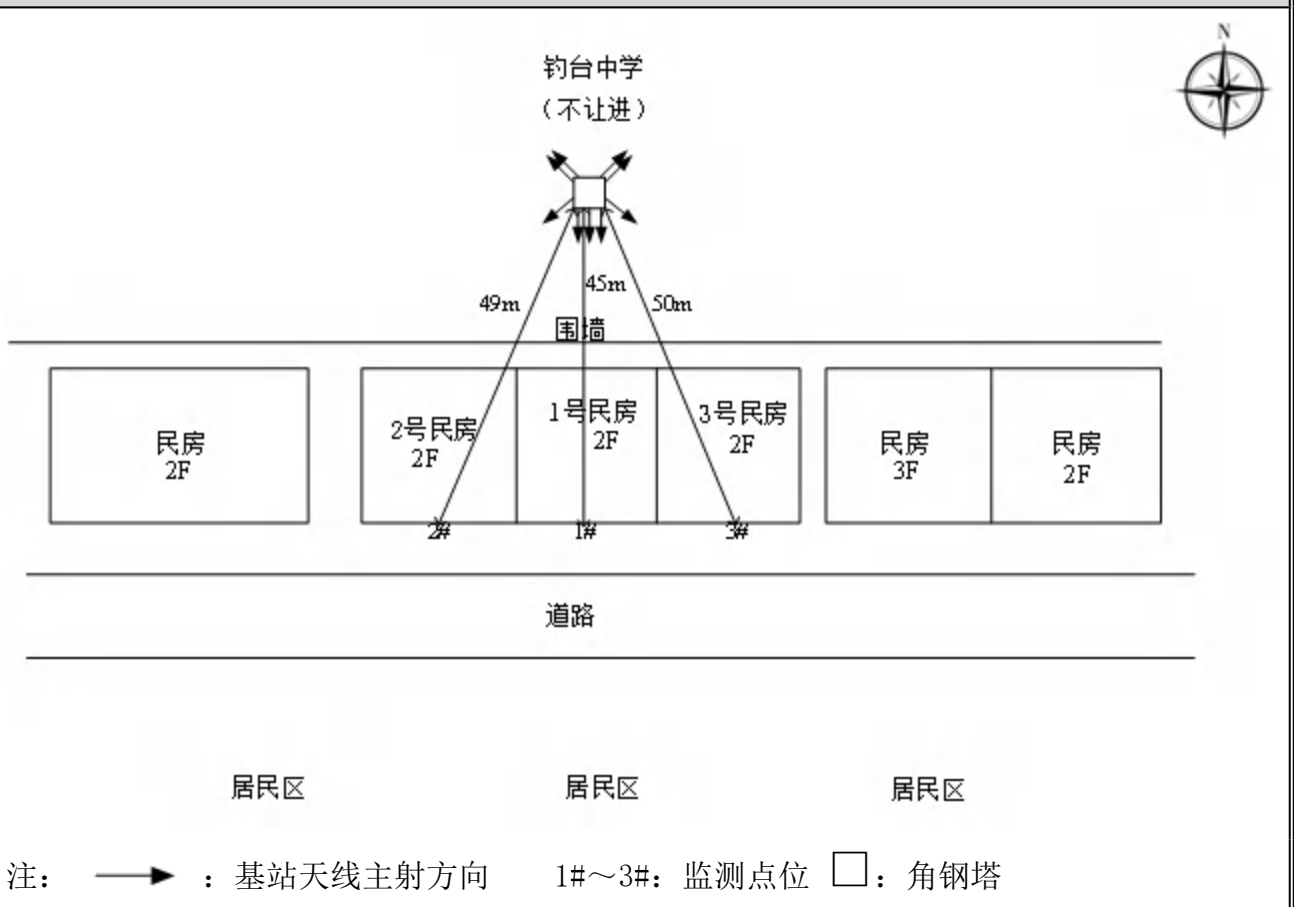 N
钓台中学
（不让进）
49m
45m
50m
围墙
民房
2F
2号民房
2F
1号民房
2F
3号民房
2F
民房
3F
民房
2F
2#
1#
3#
道路
居民区
居民区
居民区
注： ：基站天线主射方向 1#～3#：监测点位 ：角钢塔